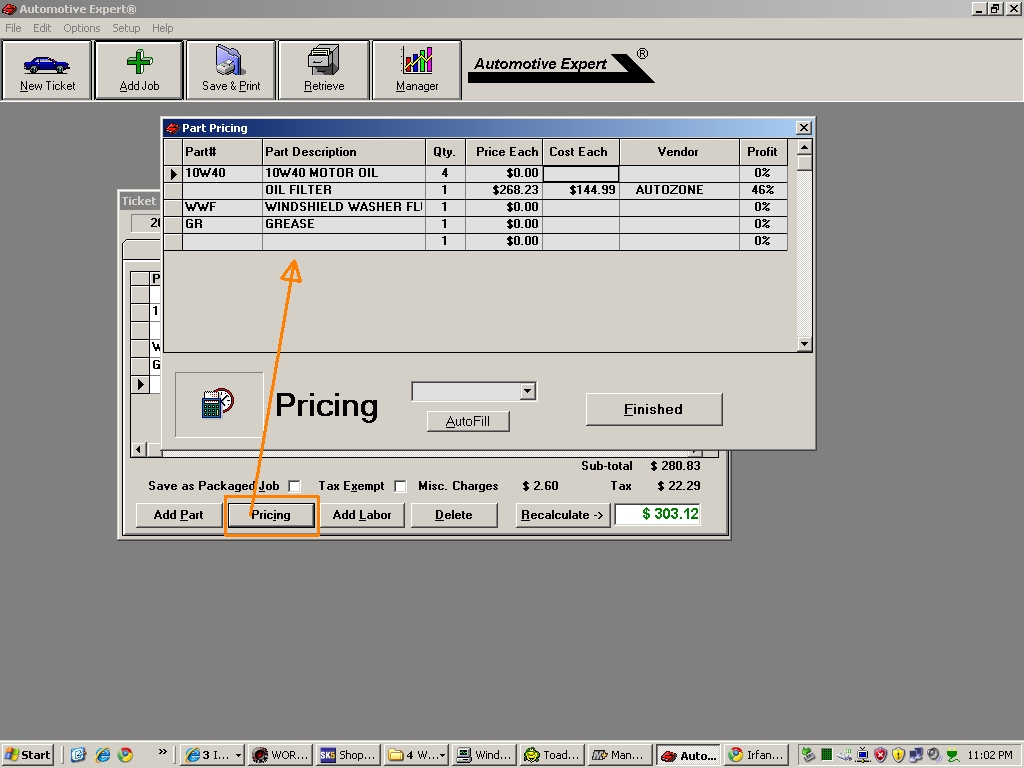 Automotive Expert®
File Edit Options Setup Help
New Ticket Add Job Save & Print Retrieve Manager Automotive Expert ®
Part Pricing
Part# Part Description Qty. Price Each Cost Each Vendor Profit
10W40 10W40 MOTOR OIL 4 $0.00 0%
OIL FILTER 1 $268.23 $144.99 AUTOZONE 46%
WWF WINDSHIELD WASHER FL 1 $0.00 0%
GR GREASE 1 $0.00 0%
1 $0.00 0%
Ticket
20
P
1
W
G
Pricing
AutoFill
Finished
Sub-total $ 280.83
Save as Packaged Job Tax Exempt Misc. Charges $ 2.60 Tax $ 22.29
Add Part Pricing Add Labor Delete Recalculate -> $ 303.12
Start » 3 I... WOR... SKS Shop... 4 W... Wind... Toad... Man... Auto... Irfan... 11:02 PM